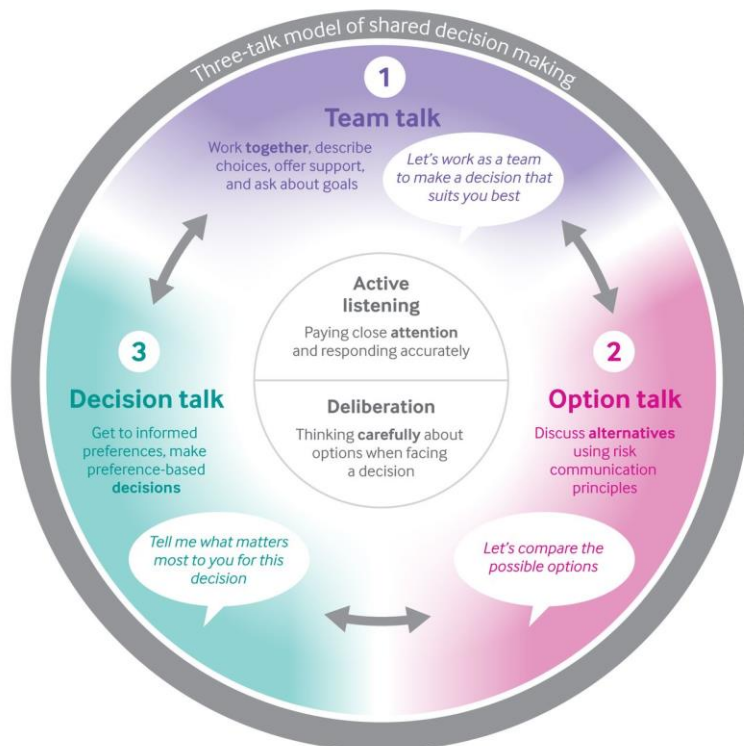 Three-talk model of shared decision making
1
Team talk
Work together, describe
choices, offer support,
and ask about goals
Let's work as a team
to make a decision that
suits you best
Active
listening
Paying close attention
and responding accurately
Deliberation
Thinking carefully about
options when facing
a decision
2
Option talk
Discuss alternatives
using risk
communication
principles
Let's compare the
possible options
3
Decision talk
Get to informed
preferences, make
preference-based
decisions
Tell me what matters
most to you for this
decision